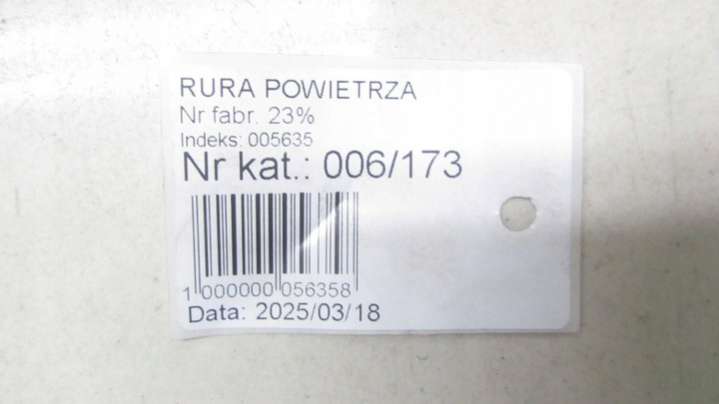 RURA POWIETRZA
Nr fabr. 23%
Indeks: 005635
Nr kat.: 006/173
1 000000 056358
Data: 2025/03/18